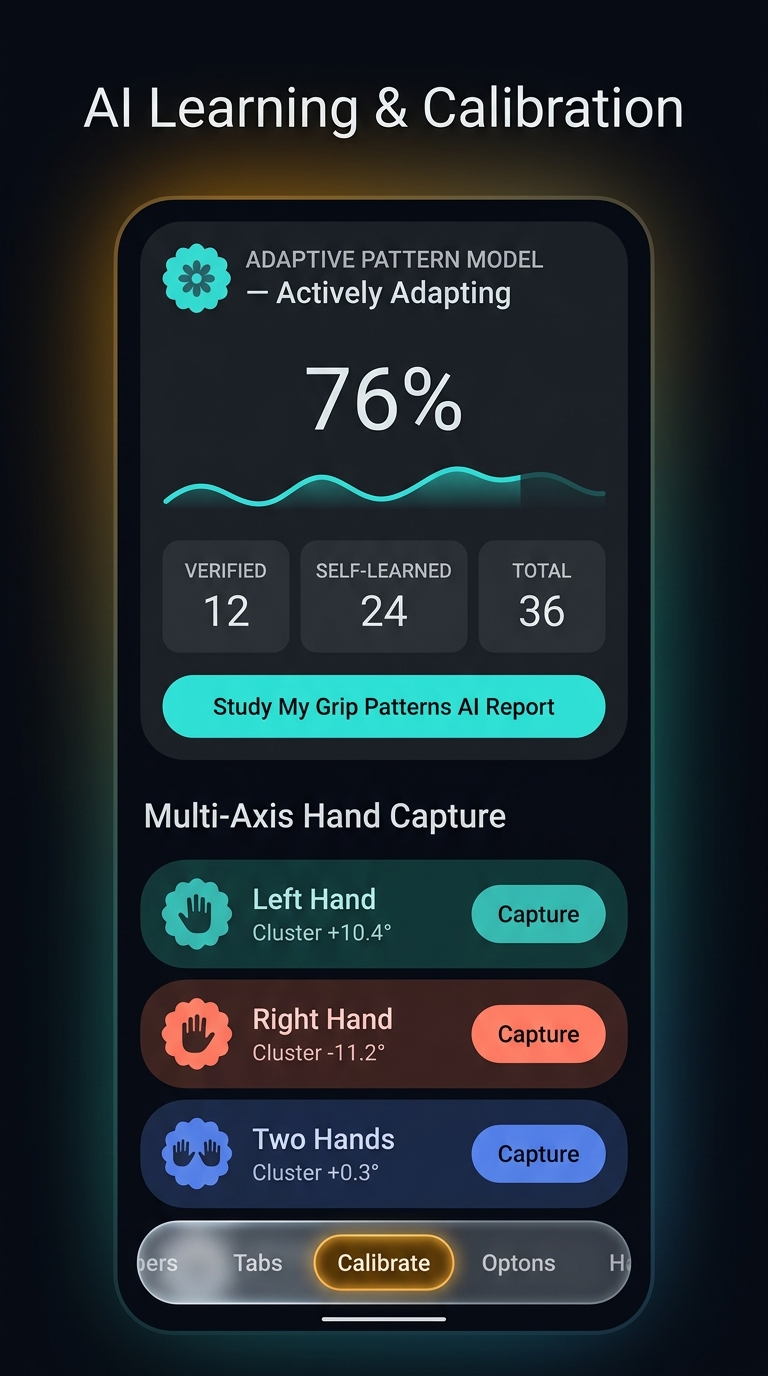 AI Learning & Calibration
ADAPTIVE PATTERN MODEL
— Actively Adapting
76%
VERIFIED
12
SELF-LEARNED
24
TOTAL
36
Study My Grip Patterns AI Report
Multi-Axis Hand Capture
Left Hand
Cluster +10.4°
Capture
Right Hand
Cluster -11.2°
Capture
Two Hands
Cluster +0.3°
Capture
Tabs
Calibrate
Optons